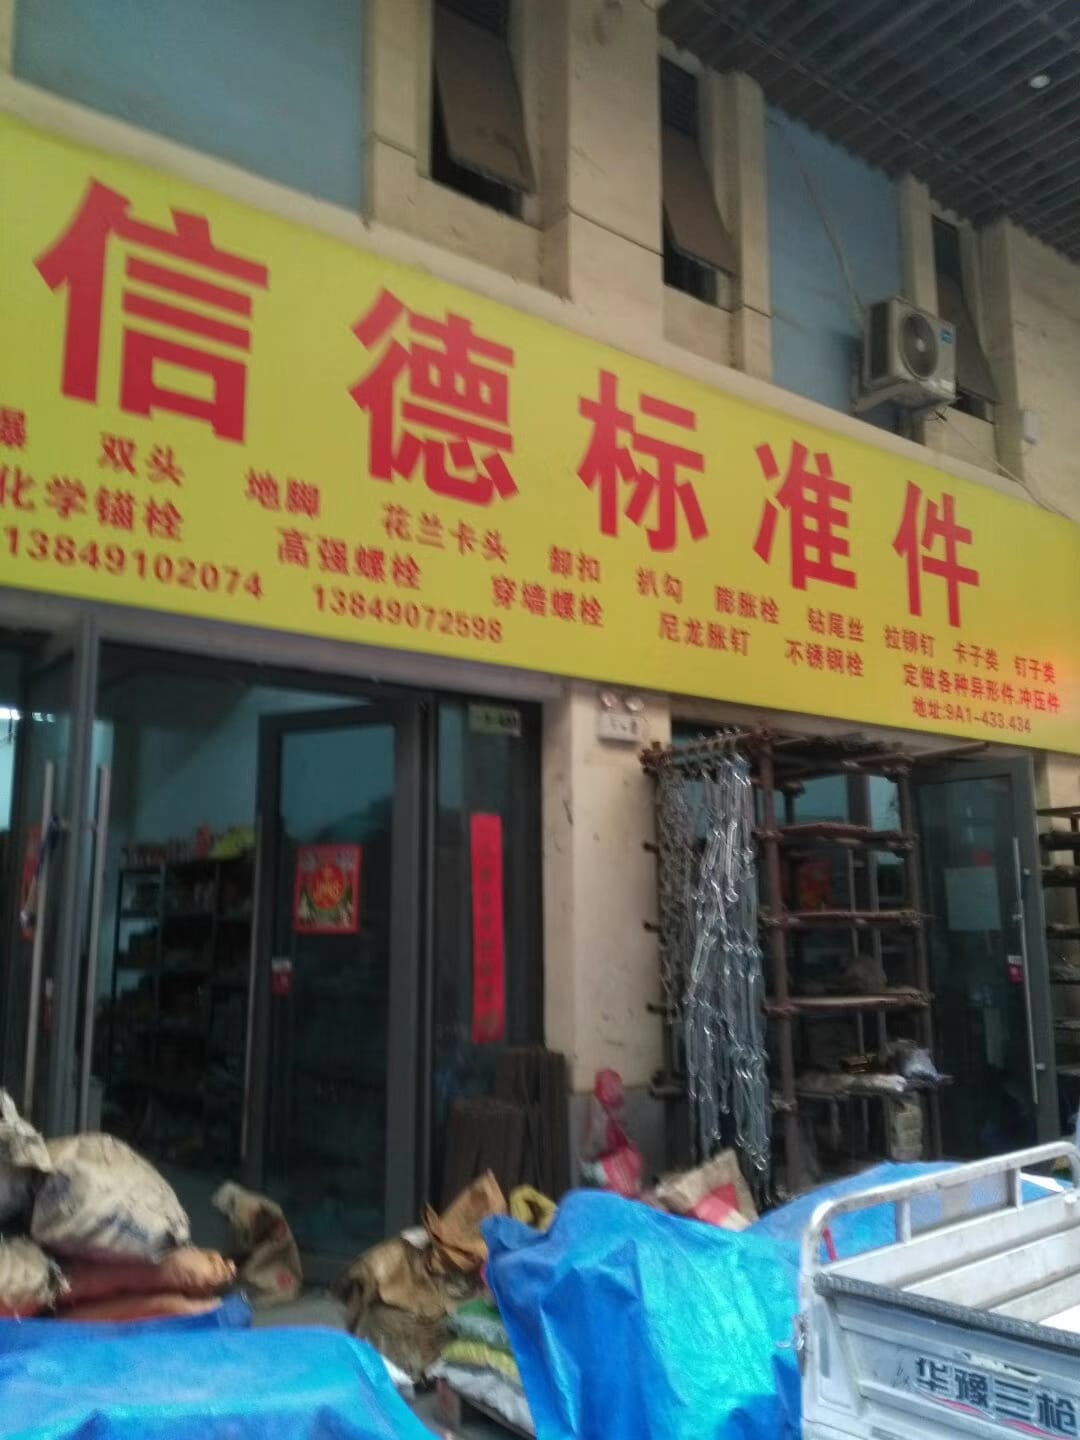 信德标准件
双头 地脚 花兰卡头 卸扣 扒勾 膨胀栓 钻尾丝 拉铆钉 卡子类 钉子类
化学锚栓 高强螺栓 穿墙螺栓 尼龙胀钉 不锈钢栓 定做各种异形件.冲压件
13849102074 13849072598 地址:9A1-433.434
华豫三枪